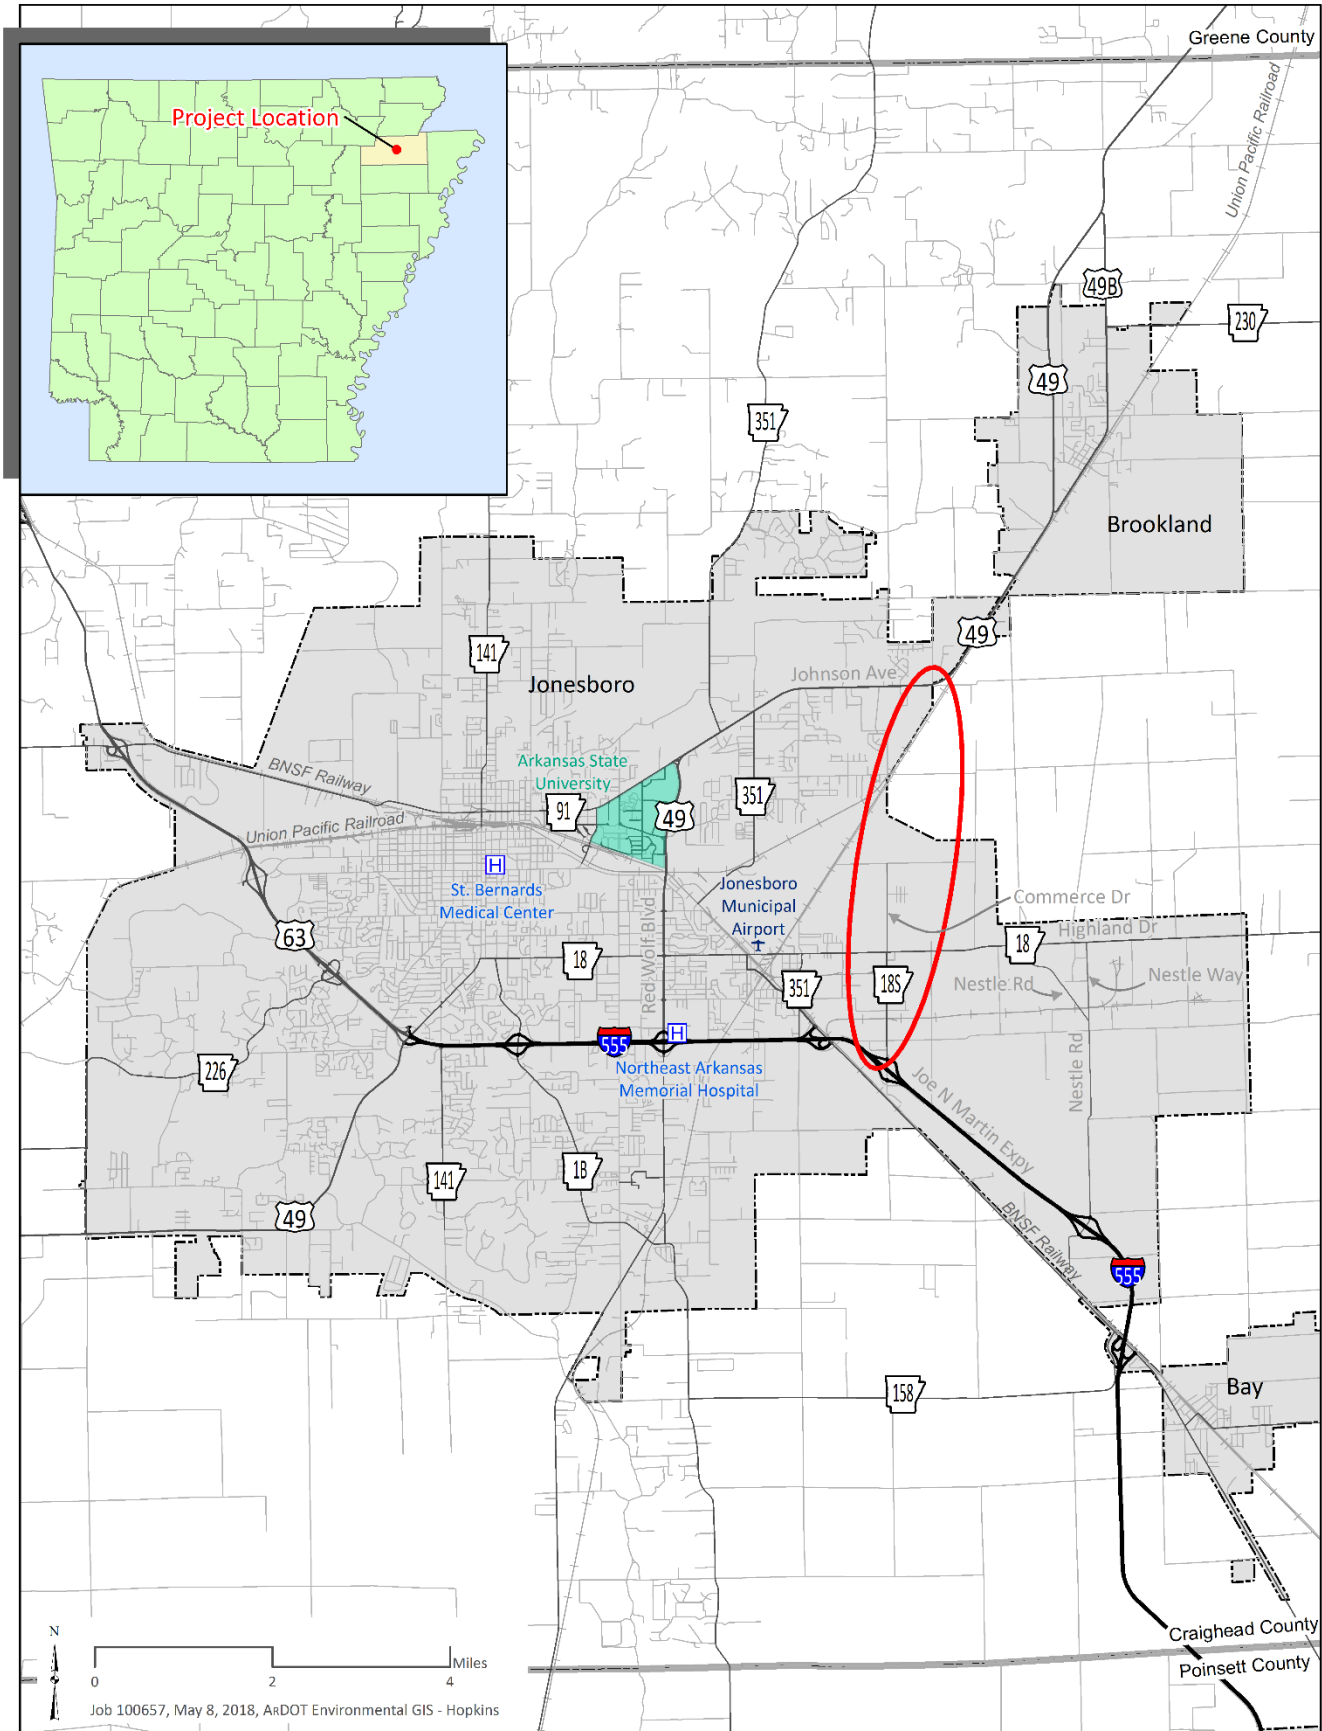 Greene County
Project Location
Union Pacific Railroad
49B
230
49
351
Brookland
49
141
Johnson Ave
Jonesboro
Arkansas State
University
BNSF Railway
91
351
49
Union Pacific Railroad
H
St. Bernards
Medical Center
Jonesboro
Municipal
Airport
Commerce Dr
63
Red Wolf Blvd
18
18
Highland Dr
351
18S
Nestle Rd
Nestle Way
H
555
226
Northeast Arkansas
Memorial Hospital
Joe N Martin Expy
Nestle Rd
141
1B
49
BNSF Railway
555
158
Bay
N
Craighead County
Poinsett County
Miles
0
2
4
Job 100657, May 8, 2018, ARDOT Environmental GIS - Hopkins